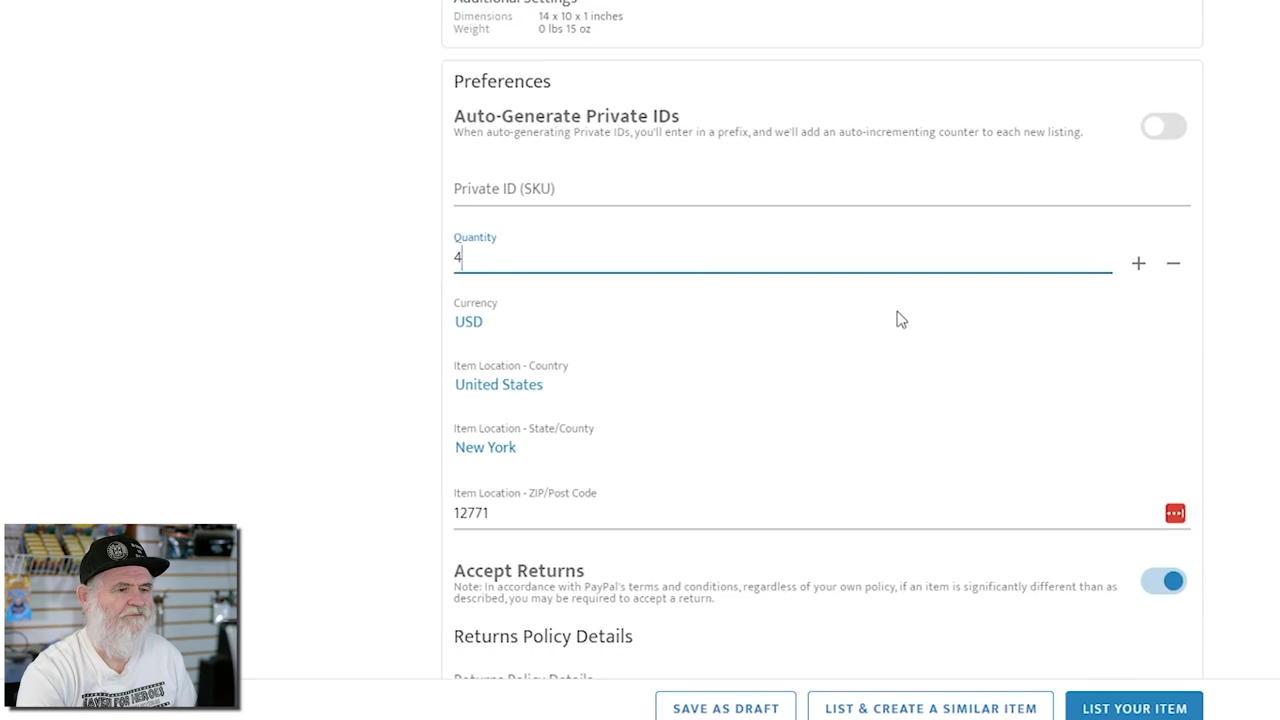 Additional Settings
Dimensions 14 x 10 x 1 inches
Weight 0 lbs 15 oz
Preferences
Auto-Generate Private IDs
When auto-generating Private IDs, you'll enter in a prefix, and we'll add an auto-incrementing counter to each new listing.
Private ID (SKU)
Quantity
4
Currency
USD
Item Location - Country
United States
Item Location - State/County
New York
Item Location - ZIP/Post Code
12771
Accept Returns
Note: In accordance with PayPal's terms and conditions, regardless of your own policy, if an item is significantly different than as
described, you may be required to accept a return.
Returns Policy Details
Returns Policy Details
SAVE AS DRAFT
LIST & CREATE A SIMILAR ITEM
LIST YOUR ITEM